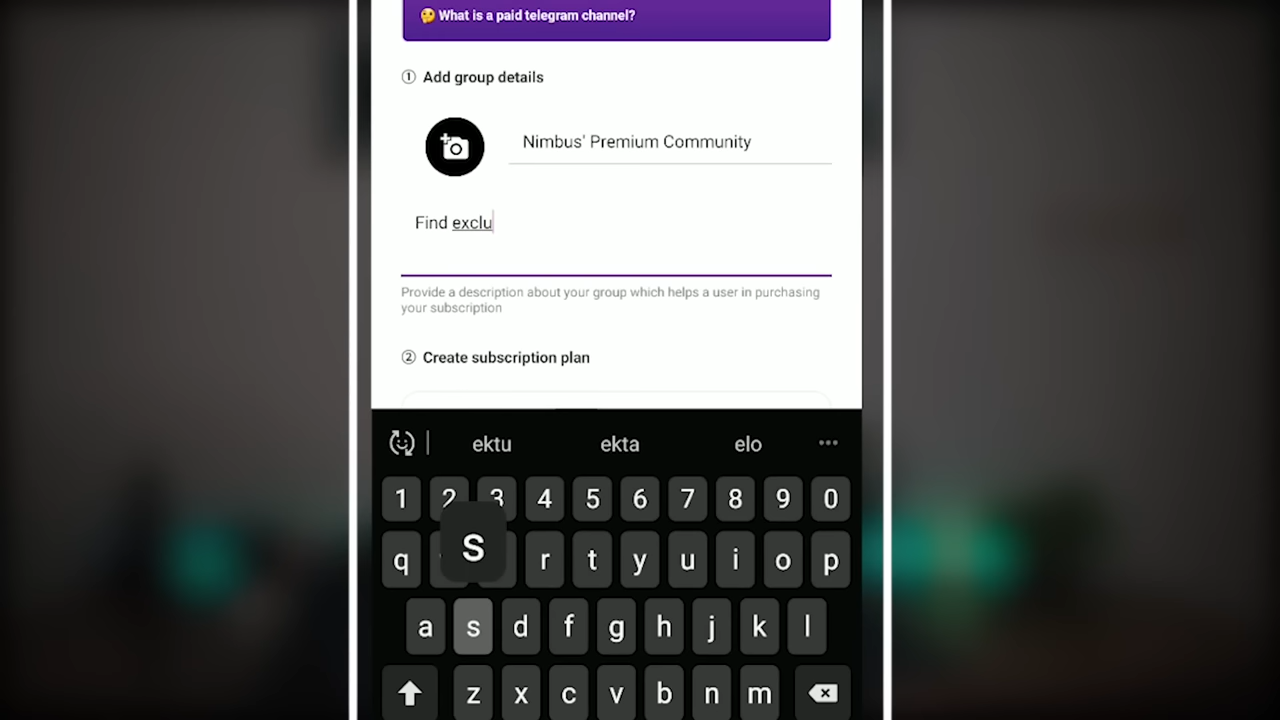 🤔 What is a paid telegram channel?
① Add group details
Nimbus' Premium Community
Find exclu
Provide a description about your group which helps a user in purchasing
your subscription
② Create subscription plan
ektu ekta elo
1 2 3 4 5 6 7 8 9 0
q r t y u i o p
S
a s d f g h j k l
z x c v b n m